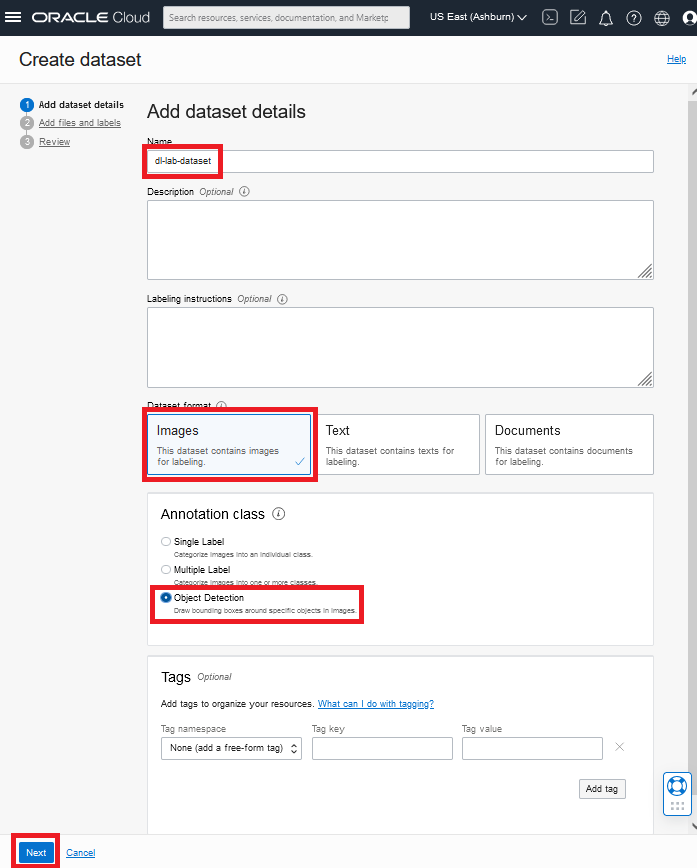 ORACLE Cloud
Search resources, services, documentation, and Marketp
US East (Ashburn)
Create dataset
Help
1 Add dataset details
2 Add files and labels
3 Review
Add dataset details
Name
dl-lab-dataset
Description Optional
Labeling instructions Optional
Dataset format
Images
This dataset contains images
for labeling.
Text
This dataset contains texts for
labeling.
Documents
This dataset contains documents
for labeling.
Annotation class
Single Label
Categorize images into an individual class.
Multiple Label
Categorize images into one or more classes.
Object Detection
Draw bounding boxes around specific objects in images.
Tags Optional
Add tags to organize your resources. What can I do with tagging?
Tag namespace
Tag key
Tag value
None (add a free-form tag)
Add tag
Next
Cancel